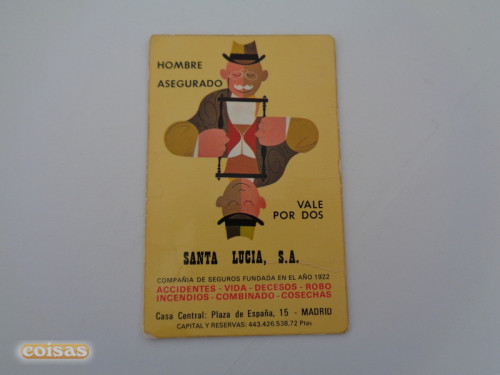 HOMBRE
ASEGURADO
VALE
POR DOS
SANTA LUCIA, S.A.
COMPAÑIA DE SEGUROS FUNDADA EN EL AÑO 1922
ACCIDENTES - VIDA - DECESOS - ROBO
INCENDIOS - COMBINADO - COSECHAS
Casa Central: Plaza de España, 15 - MADRID
CAPITAL Y RESERVAS: 443.426.538,72 Ptas
coisas